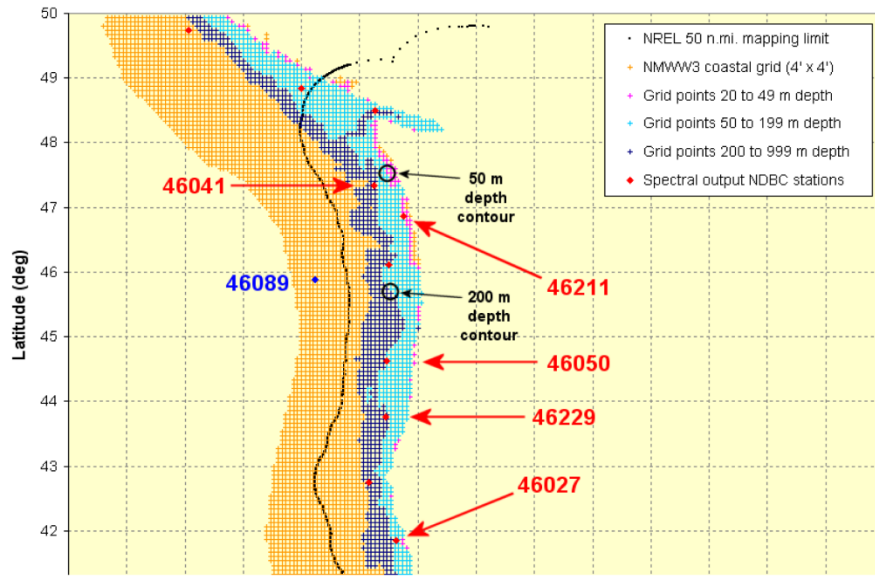 50
49
48
47
46
45
44
43
42
Latitude (deg)
NREL 50 n.mi. mapping limit
NMWW3 coastal grid (4' x 4')
Grid points 20 to 49 m depth
Grid points 50 to 199 m depth
Grid points 200 to 999 m depth
Spectral output NDBC stations
46041
50 m
depth
contour
46089
46211
200 m
depth
contour
46050
46229
46027